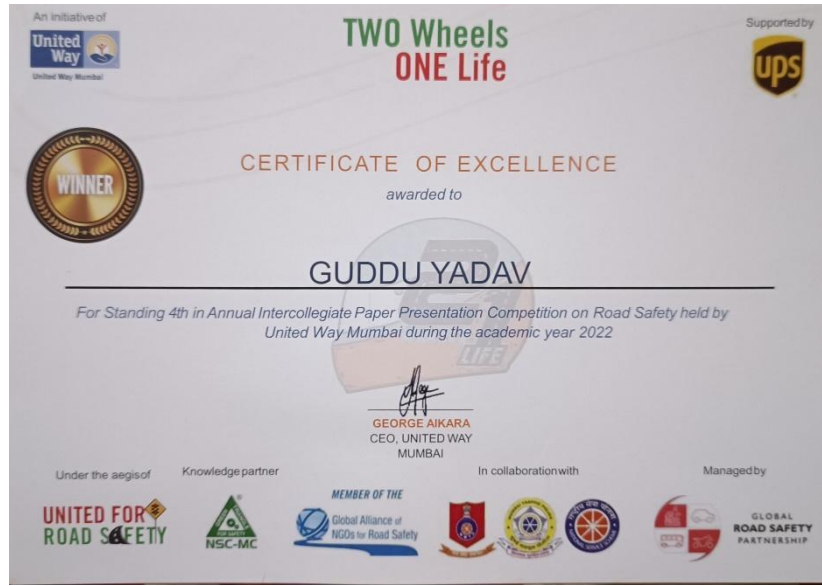 An initiative of
United
Way
United Way Mumbai
TWO Wheels
ONE Life
Supported by
ups
WINNER
CERTIFICATE OF EXCELLENCE
awarded to
GUDDU YADAV
For Standing 4th in Annual Intercollegiate Paper Presentation Competition on Road Safety held by
United Way Mumbai during the academic year 2022
LIFE
GEORGE AIKARA
CEO, UNITED WAY
MUMBAI
Under the aegis of
UNITED FOR
ROAD SAFETY
Knowledge partner
NSC-MC
MEMBER OF THE
Global Alliance of
NGOs for Road Safety
In collaboration with
Managed by
GLOBAL
ROAD SAFETY
PARTNERSHIP